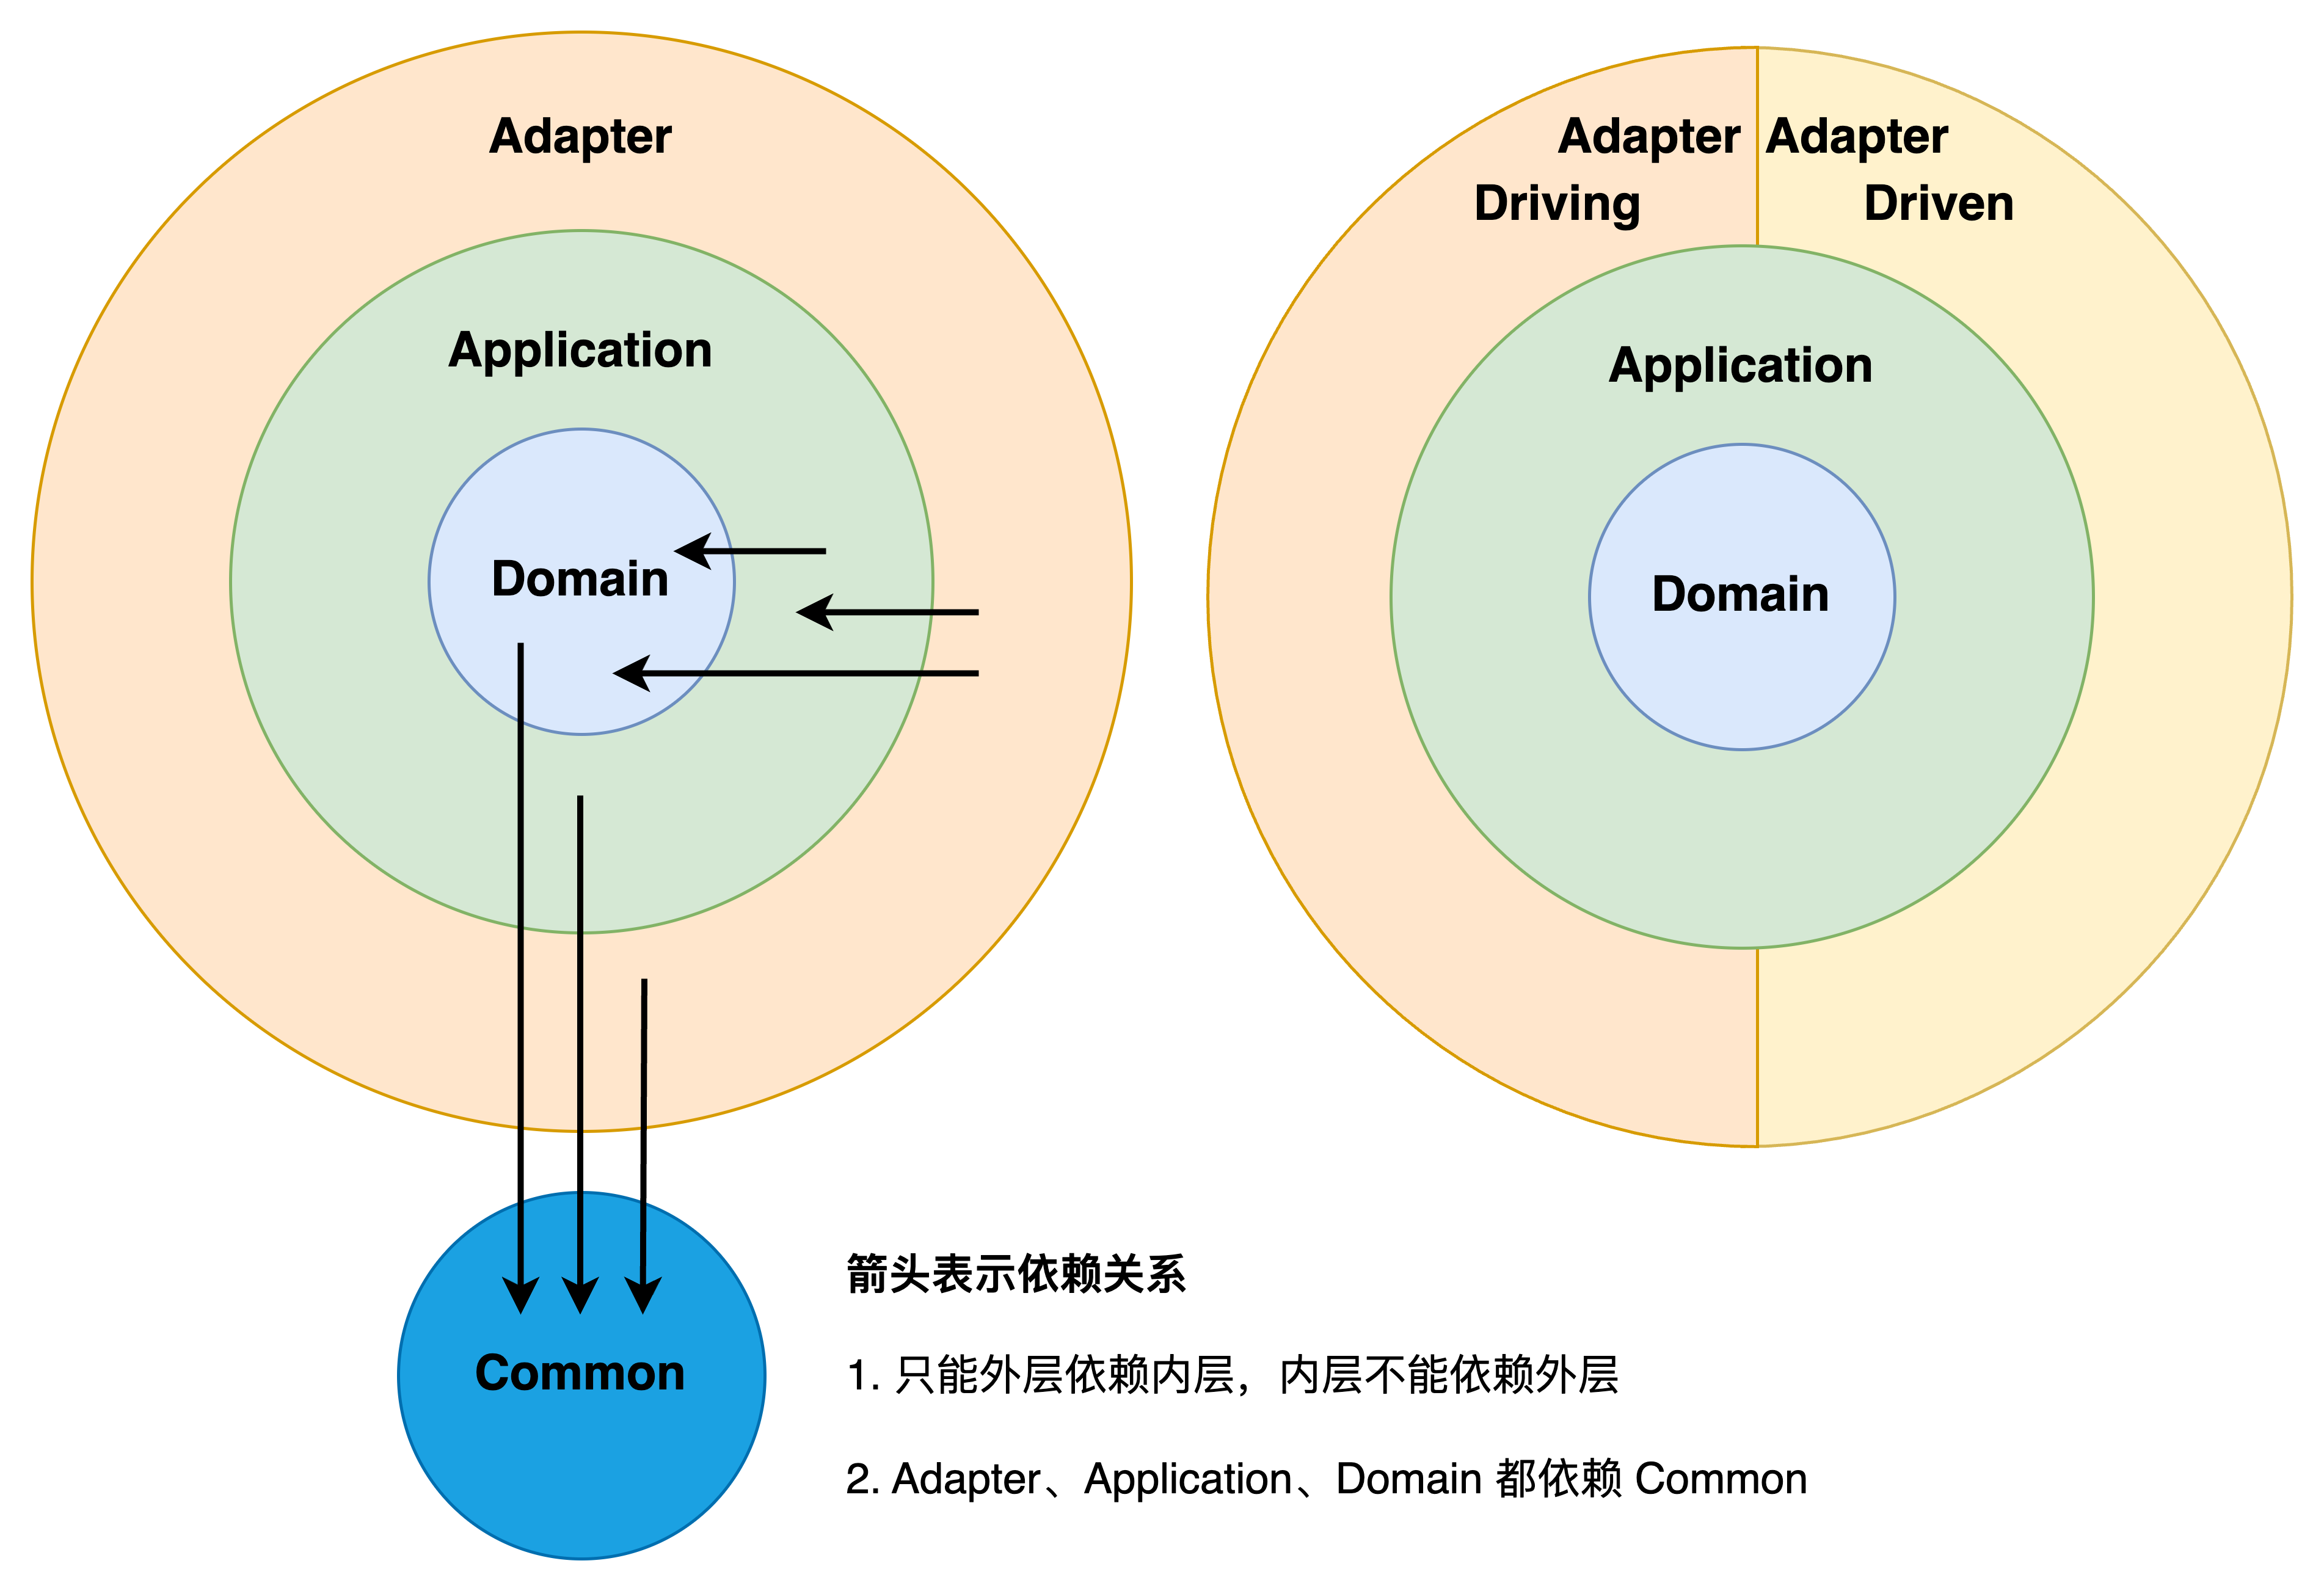 Adapter
Application
Domain
Common
Adapter
Driving
Adapter
Driven
Application
Domain
箭头表示依赖关系
1. 只能外层依赖内层，内层不能依赖外层
2. Adapter、Application、Domain 都依赖 Common